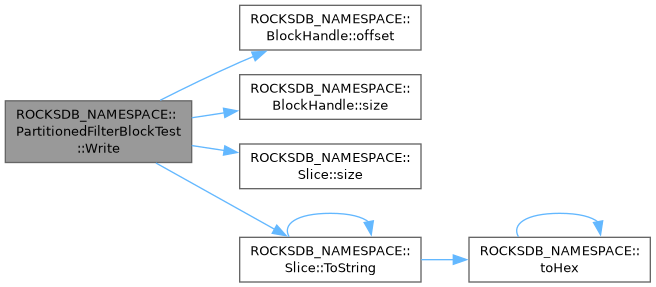 ROCKSDB_NAMESPACE::
BlockHandle::offset
ROCKSDB_NAMESPACE::
BlockHandle::size
ROCKSDB_NAMESPACE::
PartitionedFilterBlockTest
::Write
ROCKSDB_NAMESPACE::
Slice::size
ROCKSDB_NAMESPACE::
Slice::ToString
ROCKSDB_NAMESPACE::
toHex